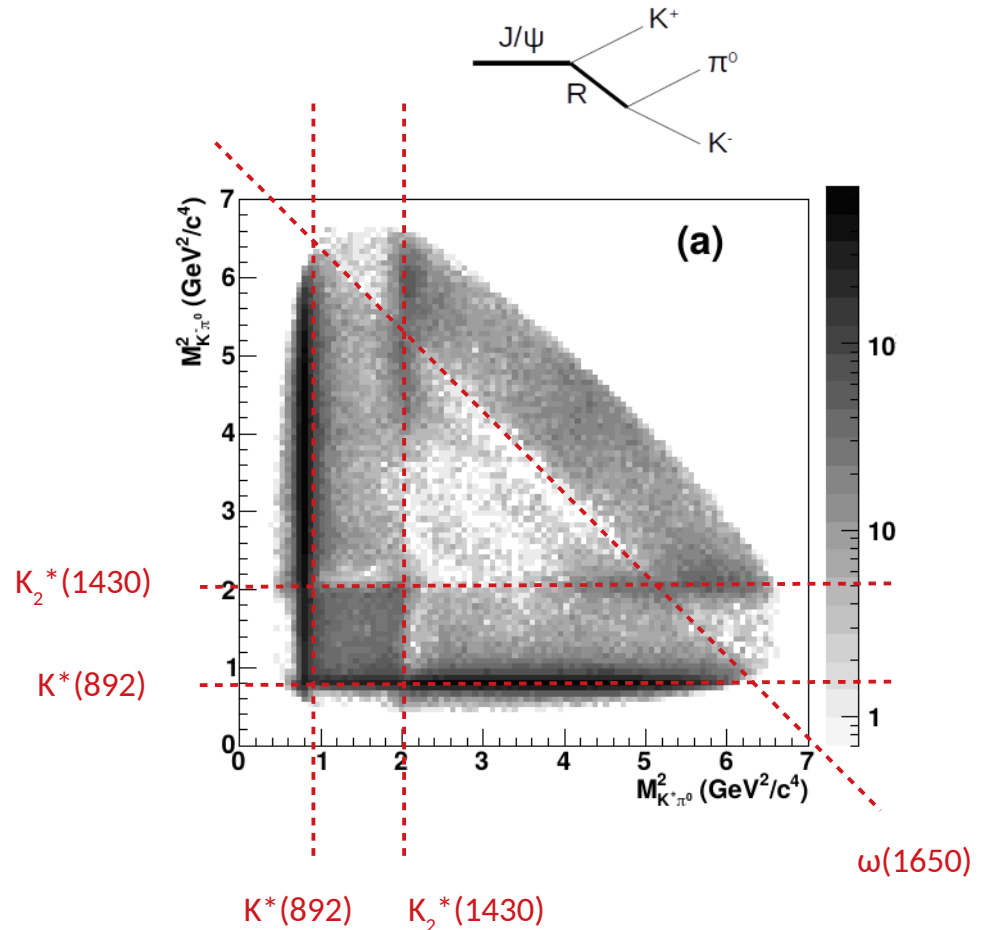 K⁺
J/ψ
π⁰
R
K⁻
(a)
M²K⁻π⁰ (GeV²/c⁴)
7
6
5
4
3
2
1
0
0 1 2 3 4 5 6 7
M²K⁺π⁰ (GeV²/c⁴)
10
10
1
K₂*(1430)
K*(892)
ω(1650)
K*(892)
K₂*(1430)